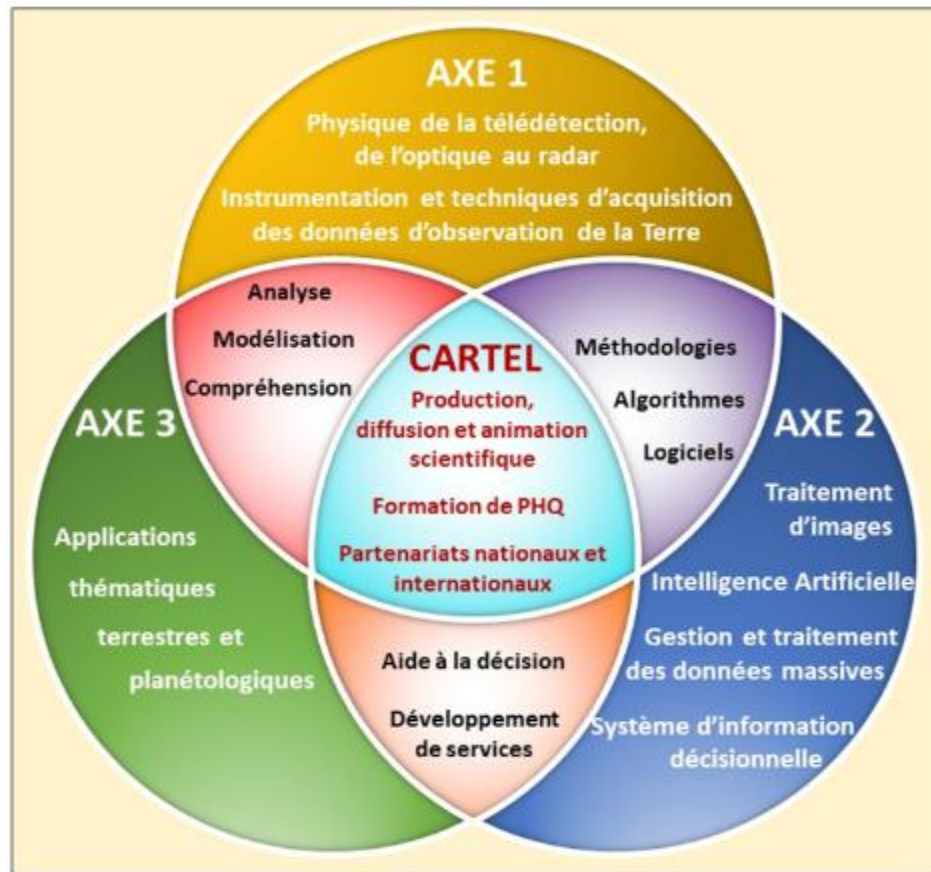 AXE 1
Physique de la télédétection,
de l'optique au radar
Instrumentation et techniques d'acquisition
des données d'observation de la Terre
Analyse
Modélisation
Compréhension
CARTEL
Production,
diffusion et animation
scientifique
Formation de PHQ
Partenariats nationaux et
internationaux
Méthodologies
Algorithmes
Logiciels
AXE 3
Applications
thématiques
terrestres et
planétologiques
AXE 2
Traitement
d'images
Intelligence Artificielle
Gestion et traitement
des données massives
Système d'information
décisionnelle
Aide à la décision
Développement
de services